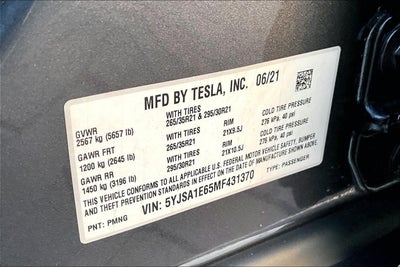 MFD BY TESLA, INC. 06/21
GVWR
2567 kg (5657 lb)
WITH TIRES
265/35R21 & 295/30R21
COLD TIRE PRESSURE
276 kPa, 40 psi
GAWR FRT
1200 kg (2645 lb)
WITH TIRES
265/35R21
RIM
21X9.5J
COLD TIRE PRESSURE
276 kPa, 40 psi
GAWR RR
1450 kg (3196 lb)
WITH TIRES
295/30R21
RIM
21X10.5J
THIS VEHICLE CONFORMS TO ALL APPLICABLE U.S. FEDERAL MOTOR VEHICLE SAFETY, BUMPER
AND THEFT PREVENTION STANDARDS IN EFFECT ON THE DATE OF MANUFACTURE SHOWN ABOVE.
VIN: 5YJSA1E65MF431370
TYPE: PASSENGER
PNT: PMNG